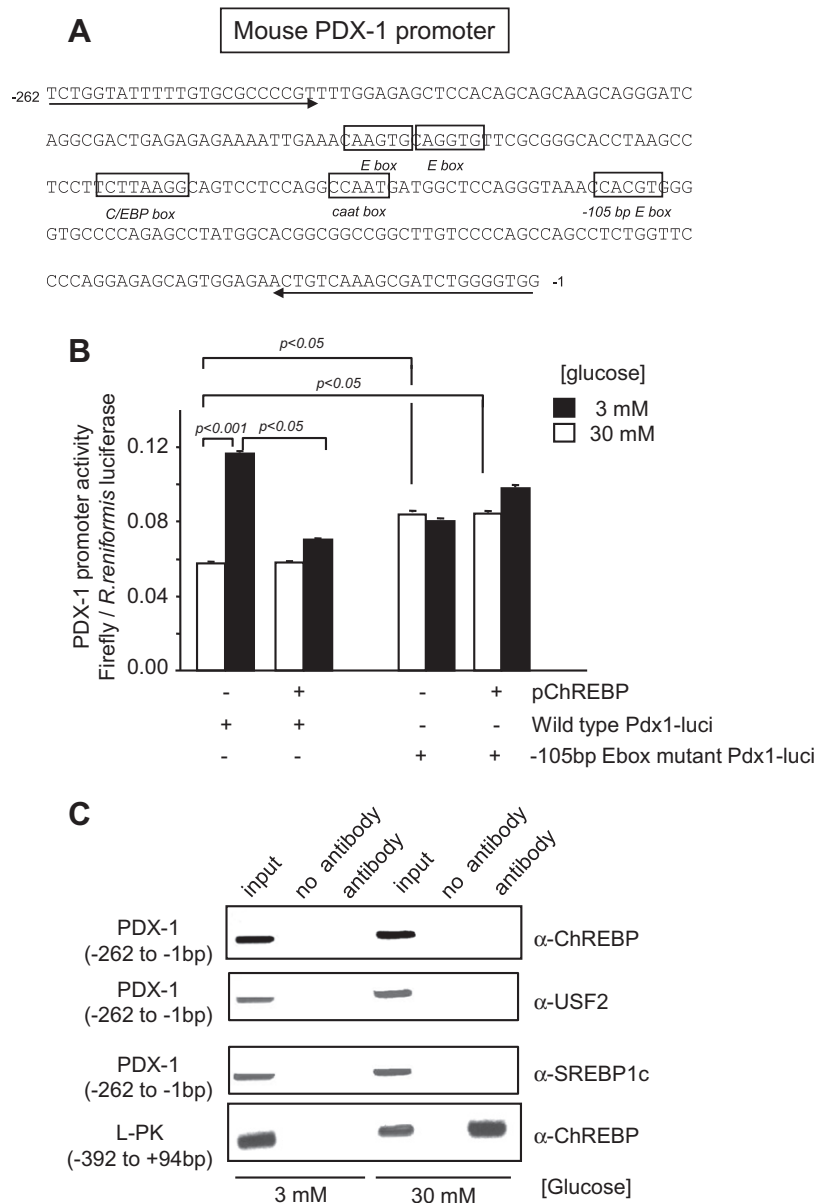 A
Mouse PDX-1 promoter
-262 TCTGGTATTTTTGTGCGCCCCGTTTTGGAGAGCTCCACAGCAGCAAGCAGGGATC
AGGCGACTGAGAGAGAAAATTGAAACAAGTGCAGGTGTTCGCGGGCACCTAAGCC
E box E box
TCCTTCTTAAGGCAGTCCTCCAGGCCAATGATGGCTCCAGGGTAAACCACGTGGG
C/EBP box caat box -105 bp E box
GTGCCCCAGAGCCTATGGCACGGCGGCCGGCTTGTCCCCAGCCAGCCTCTGGTTC
CCCAGGAGAGCAGTGGAGAACTGTCAAAGCGATCTGGGGTGG -1
B
p<0.05
p<0.05
p<0.001 p<0.05
[glucose]
3 mM
30 mM
PDX-1 promoter activity
Firefly / R.reniformis luciferase
0.12
0.08
0.04
0.00
- + - + pChREBP
+ + - - Wild type Pdx1-luci
- - + + -105bp Ebox mutant Pdx1-luci
C
input no antibody antibody input no antibody antibody
PDX-1
(-262 to -1bp) α-ChREBP
PDX-1
(-262 to -1bp) α-USF2
PDX-1
(-262 to -1bp) α-SREBP1c
L-PK
(-392 to +94bp) α-ChREBP
3 mM 30 mM [Glucose]